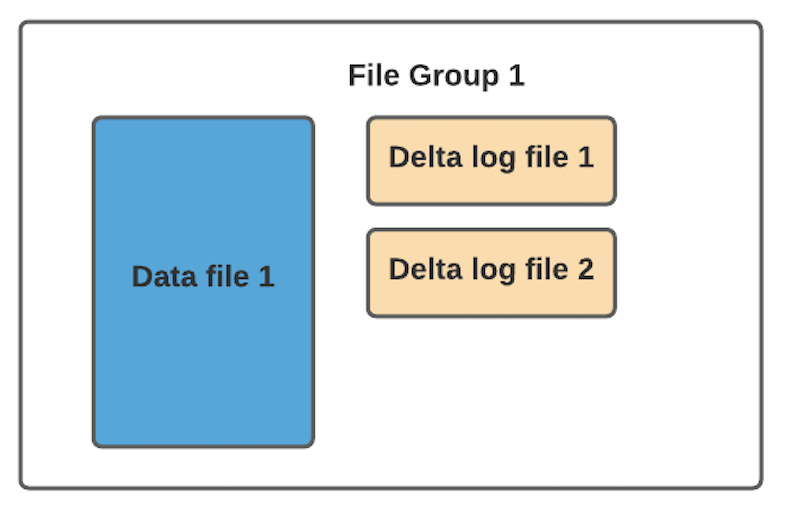 File Group 1
Delta log file 1
Delta log file 2
Data file 1